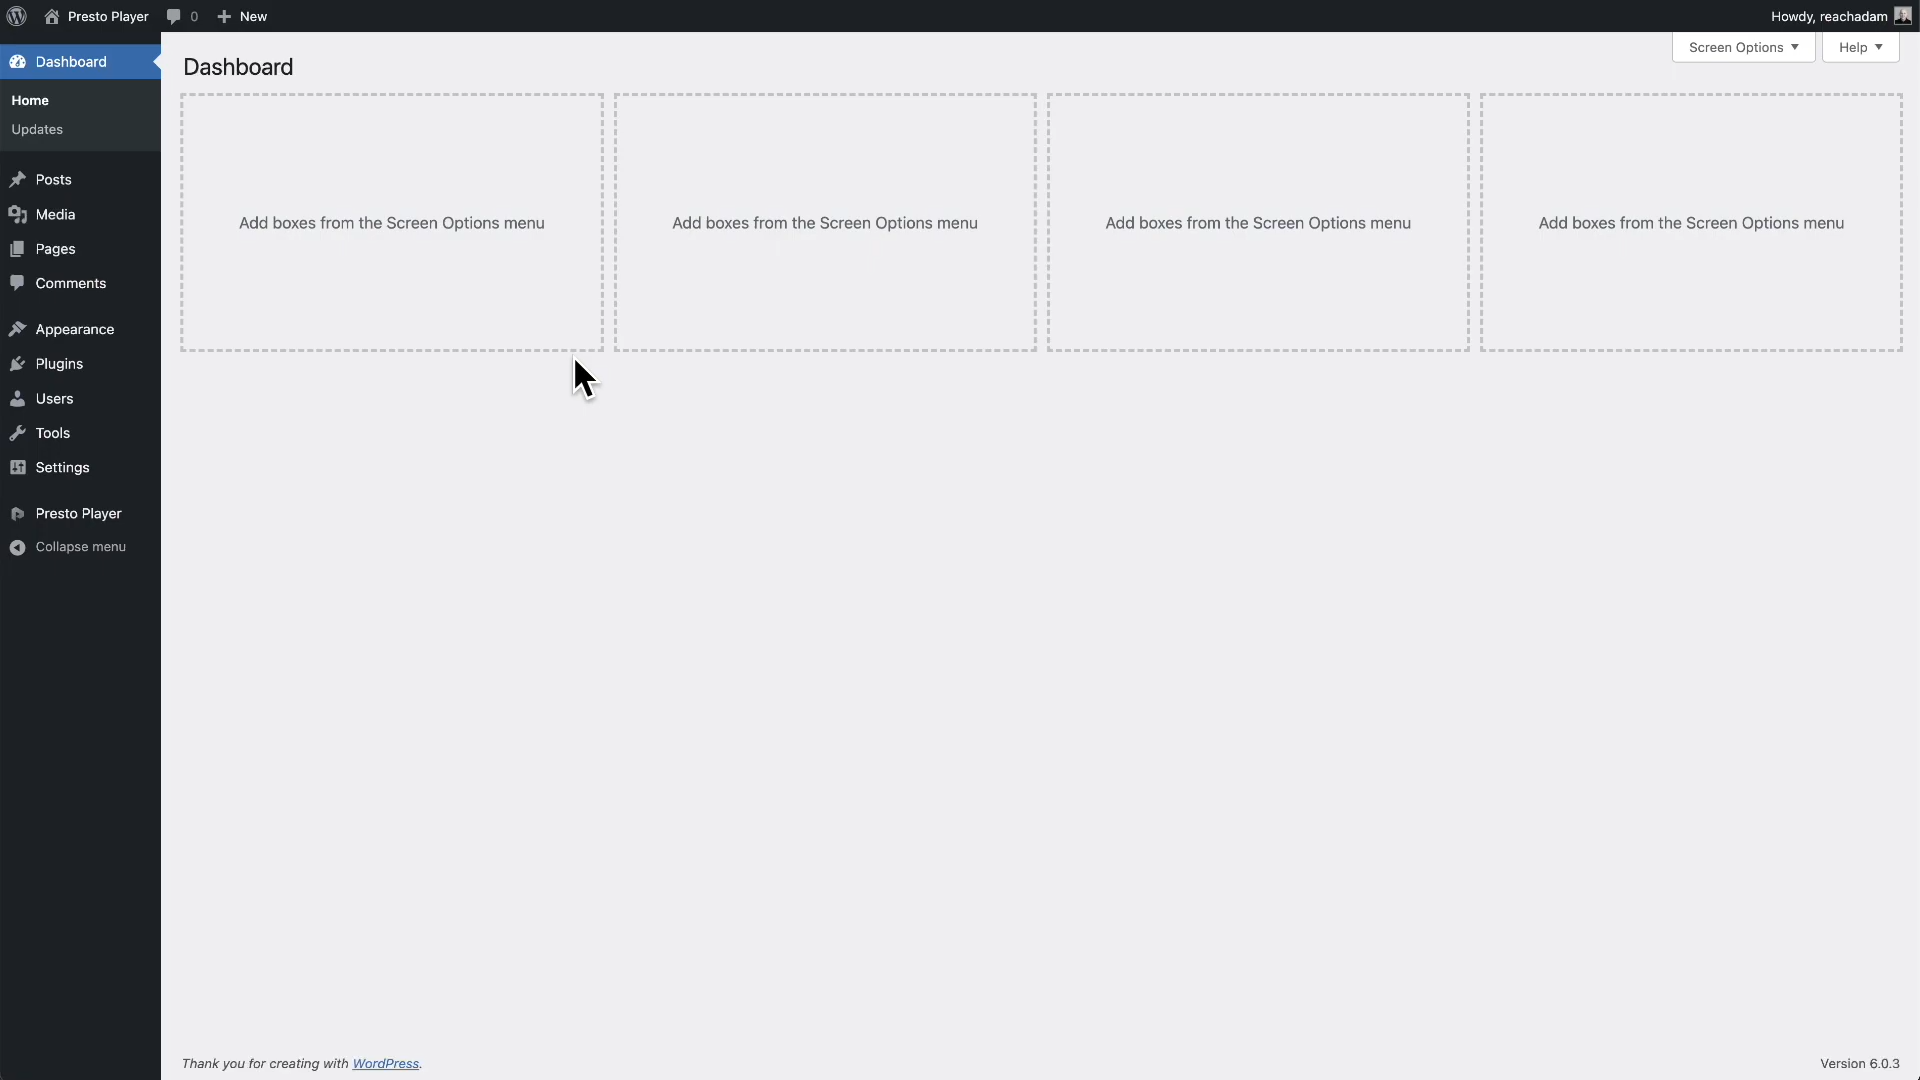 Presto Player 0 New Howdy, reachadam
Screen Options Help
Dashboard
Dashboard
Home
Updates
Posts
Media
Pages
Comments
Appearance
Plugins
Users
Tools
Settings
Presto Player
Collapse menu
Add boxes from the Screen Options menu
Add boxes from the Screen Options menu
Add boxes from the Screen Options menu
Add boxes from the Screen Options menu
Thank you for creating with WordPress.
Version 6.0.3